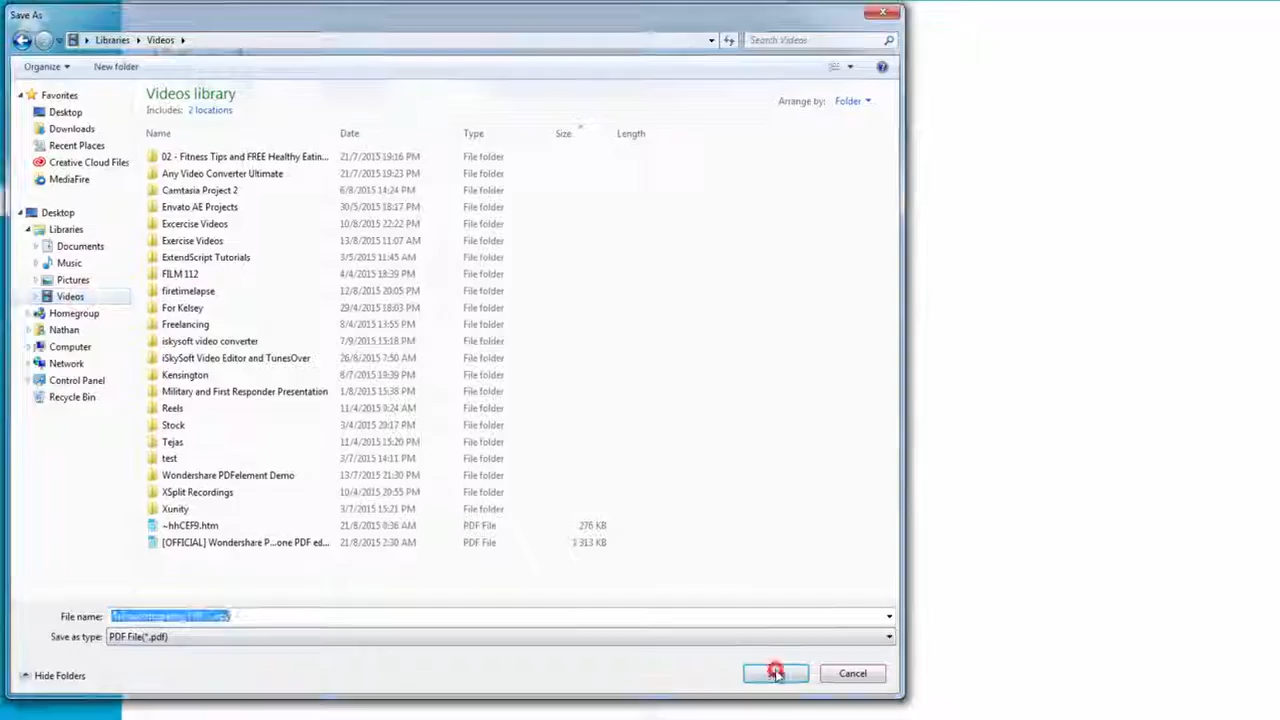 Save As
Libraries Videos
Search Videos
Organize New folder
Favorites
Desktop
Downloads
Recent Places
Creative Cloud Files
MediaFire
Desktop
Libraries
Documents
Music
Pictures
Videos
Homegroup
Nathan
Computer
Network
Control Panel
Recycle Bin
Videos library
Includes: 2 locations
Arrange by: Folder
Name Date Type Size Length
02 - Fitness Tips and FREE Healthy Eatin... 21/7/2015 19:16 PM File folder
Any Video Converter Ultimate 21/7/2015 19:23 PM File folder
Camtasia Project 2 6/8/2015 14:24 PM File folder
Envato AE Projects 30/5/2015 18:17 PM File folder
Excercise Videos 10/8/2015 22:22 PM File folder
Exercise Videos 13/8/2015 11:07 AM File folder
ExtendScript Tutorials 3/5/2015 11:45 AM File folder
FILM 112 4/4/2015 18:39 PM File folder
firetimelapse 12/8/2015 20:05 PM File folder
For Kelsey 29/4/2015 18:03 PM File folder
Freelancing 8/4/2015 13:55 PM File folder
iskysoft video converter 7/9/2015 15:18 PM File folder
iSkySoft Video Editor and TunesOver 26/8/2015 7:50 AM File folder
Kensington 8/7/2015 19:39 PM File folder
Military and First Responder Presentation 1/8/2015 15:38 PM File folder
Reels 11/4/2015 9:24 AM File folder
Stock 3/4/2015 20:17 PM File folder
Tejas 11/4/2015 15:20 PM File folder
test 3/7/2015 14:11 PM File folder
Wondershare PDFelement Demo 13/7/2015 21:30 PM File folder
XSplit Recordings 10/4/2015 20:55 PM File folder
Xunity 3/7/2015 15:21 PM File folder
~hhCEF9.htm 21/8/2015 0:36 AM PDF File 276 KB
[OFFICIAL] Wondershare P...one PDF ed... 21/8/2015 2:30 AM PDF File 1 313 KB
File name:
Save as type: PDF File(*.pdf)
Hide Folders
Cancel